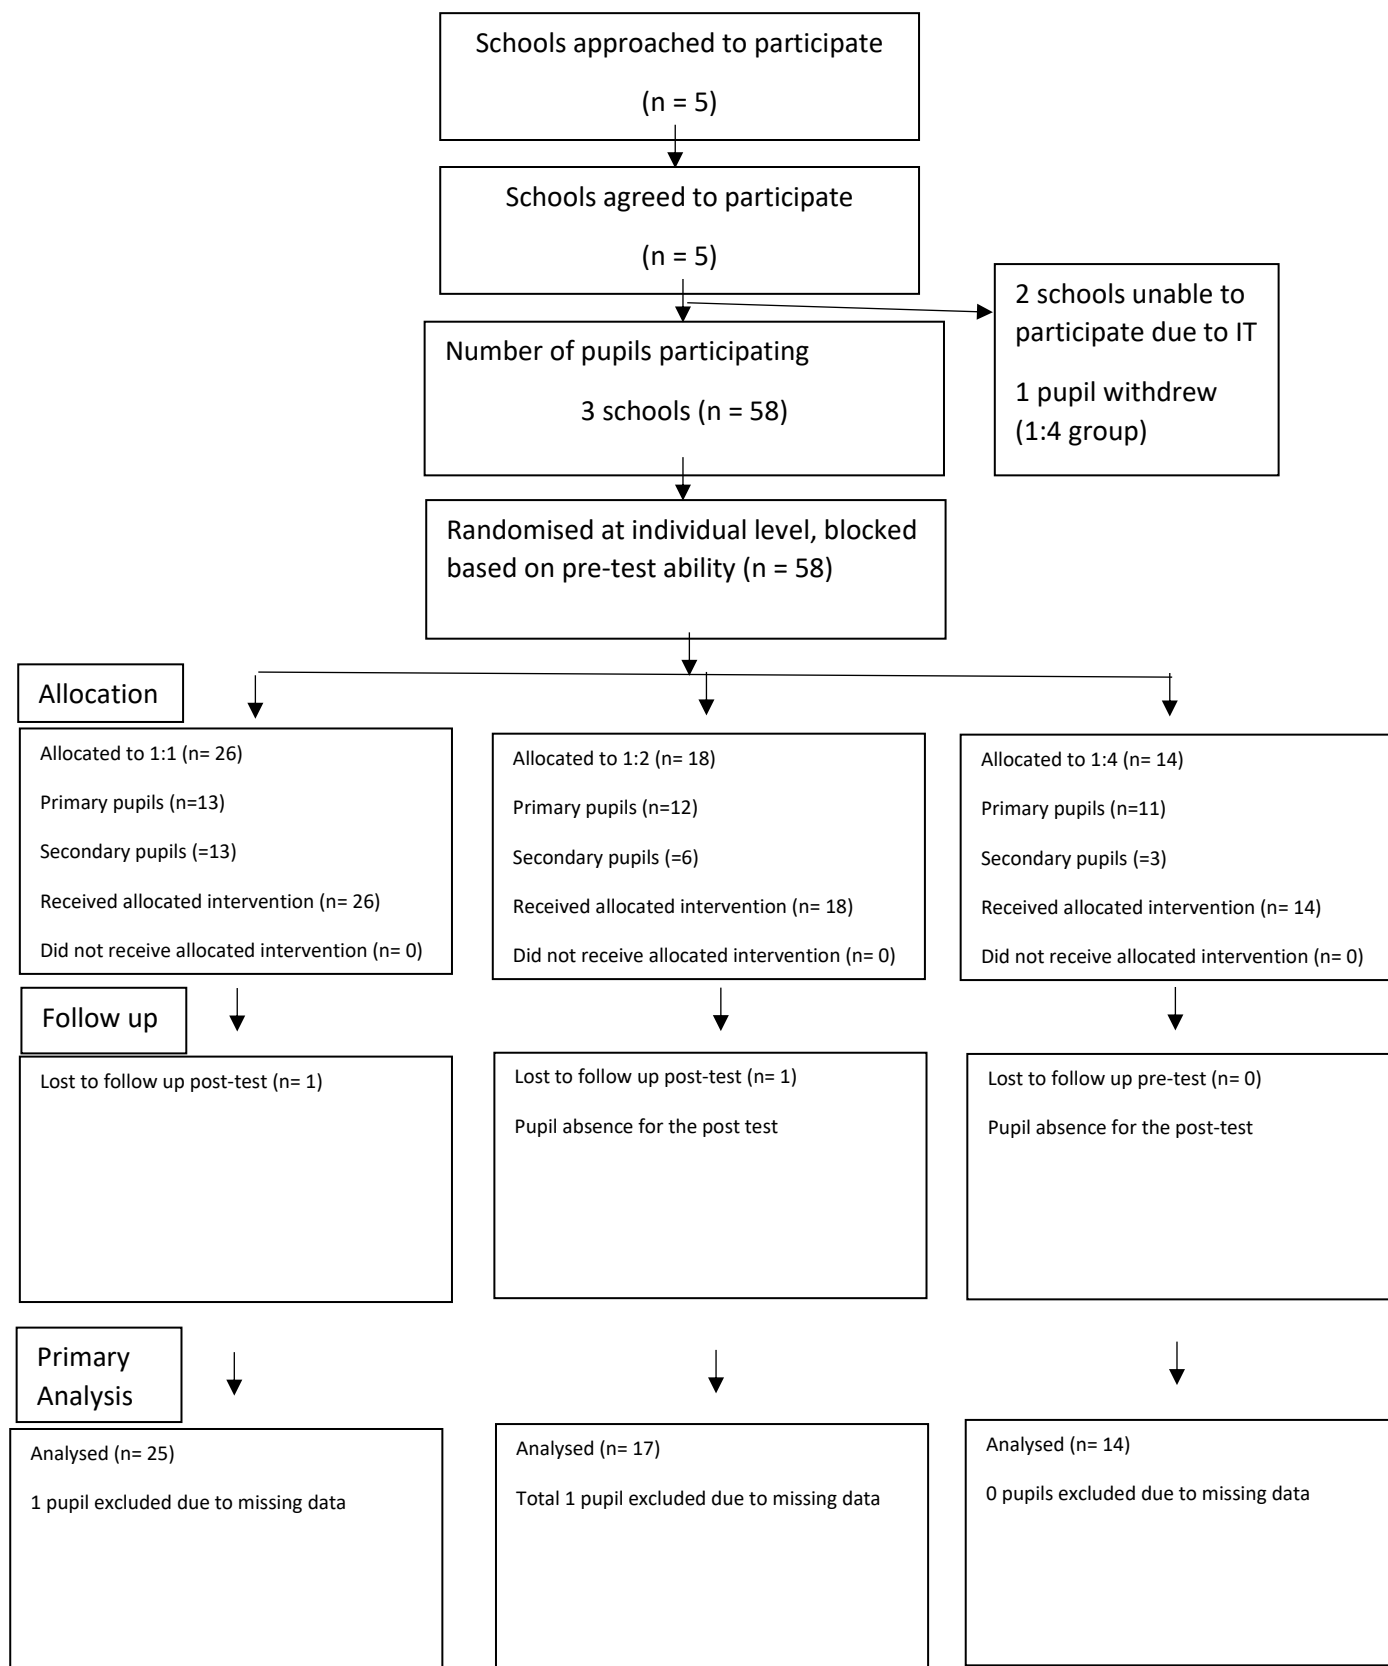 Schools approached to participate
(n = 5)
Schools agreed to participate
(n = 5)
2 schools unable to
participate due to IT
1 pupil withdrew
(1:4 group)
Number of pupils participating
3 schools (n = 58)
Randomised at individual level, blocked
based on pre-test ability (n = 58)
Allocation
Allocated to 1:1 (n= 26)
Primary pupils (n=13)
Secondary pupils (=13)
Received allocated intervention (n= 26)
Did not receive allocated intervention (n= 0)
Allocated to 1:2 (n= 18)
Primary pupils (n=12)
Secondary pupils (=6)
Received allocated intervention (n= 18)
Did not receive allocated intervention (n= 0)
Allocated to 1:4 (n= 14)
Primary pupils (n=11)
Secondary pupils (=3)
Received allocated intervention (n= 14)
Did not receive allocated intervention (n= 0)
Follow up
Lost to follow up post-test (n= 1)
Lost to follow up post-test (n= 1)
Pupil absence for the post test
Lost to follow up pre-test (n= 0)
Pupil absence for the post-test
Primary
Analysis
Analysed (n= 25)
1 pupil excluded due to missing data
Analysed (n= 17)
Total 1 pupil excluded due to missing data
Analysed (n= 14)
0 pupils excluded due to missing data